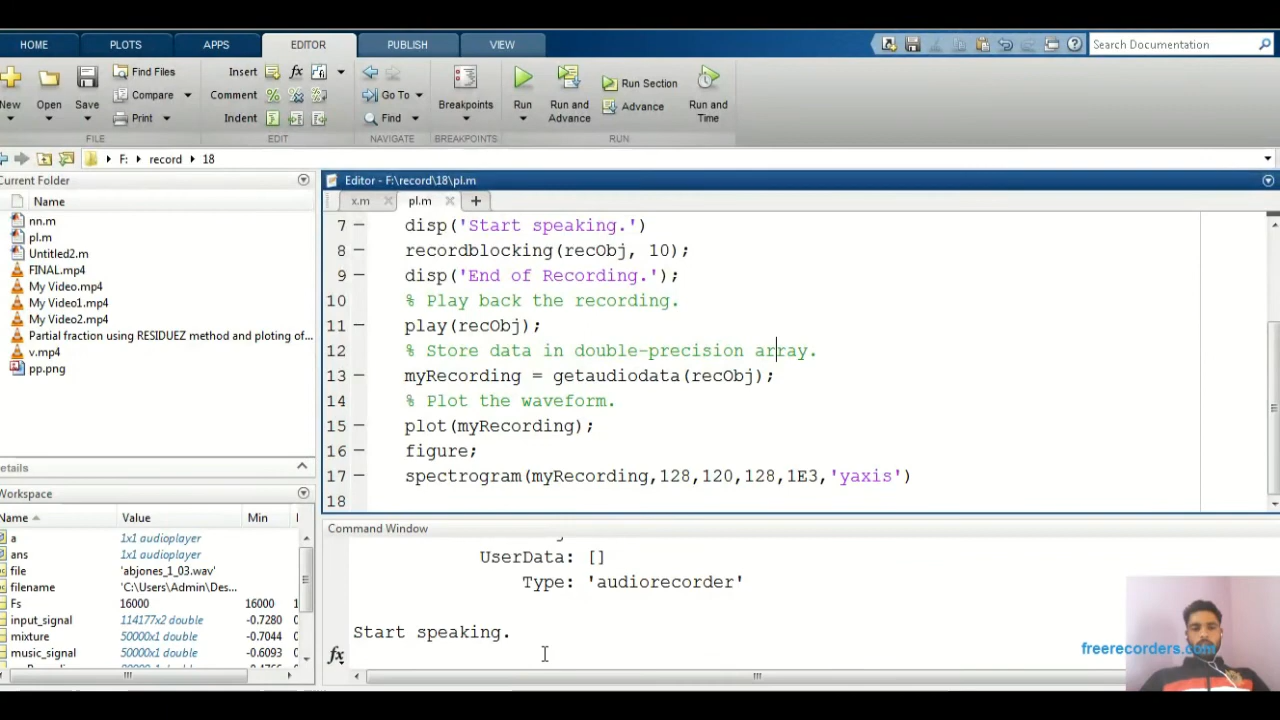 HOME PLOTS APPS EDITOR PUBLISH VIEW Search Documentation
New Open Save Find Files Compare Print
Insert fx Comment % Indent
Go To Find
Breakpoints Run Run and Advance Run Section Advance Run and Time
FILE EDIT NAVIGATE BREAKPOINTS RUN
F: record 18
Current Folder
Name
nn.m
pl.m
Untitled2.m
FINAL.mp4
My Video.mp4
My Video1.mp4
My Video2.mp4
Partial fraction using RESIDUEZ method and ploting of...
v.mp4
pp.png
etails
Workspace
Name Value Min
a 1x1 audioplayer
ans 1x1 audioplayer
file 'abjones_1_03.wav'
filename 'C:\Users\Admin\Des...
Fs 16000 16000 1
input_signal 114177x2 double -0.7280
mixture 50000x1 double -0.7044
music_signal 50000x1 double -0.6093
Editor - F:\record\18\pl.m
x.m pl.m
7 disp('Start speaking.')
8 recordblocking(recObj, 10);
9 disp('End of Recording.');
10 % Play back the recording.
11 play(recObj);
12 % Store data in double-precision array.
13 myRecording = getaudiodata(recObj);
14 % Plot the waveform.
15 plot(myRecording);
16 figure;
17 spectrogram(myRecording,128,120,128,1E3,'yaxis')
18
Command Window
UserData: []
Type: 'audiorecorder'
Start speaking.
fx
freerecorders.com